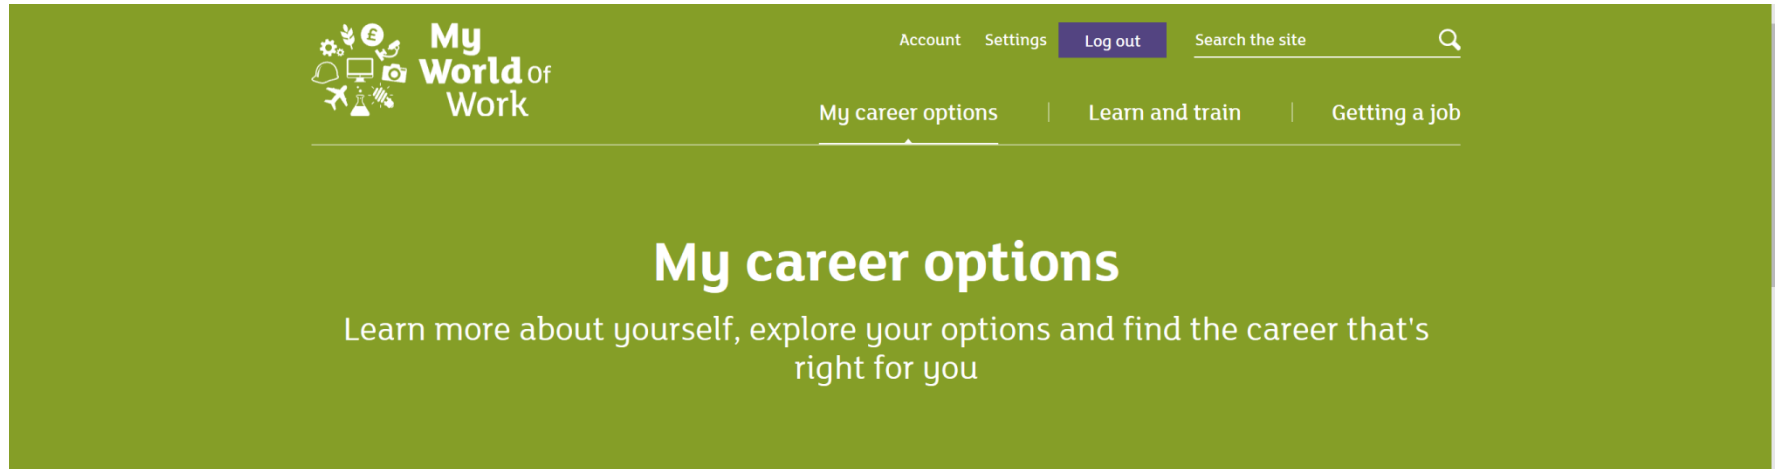 My
World Of
Work
Account Settings Log out Search the site
My career options Learn and train Getting a job
My career options
Learn more about yourself, explore your options and find the career that's
right for you